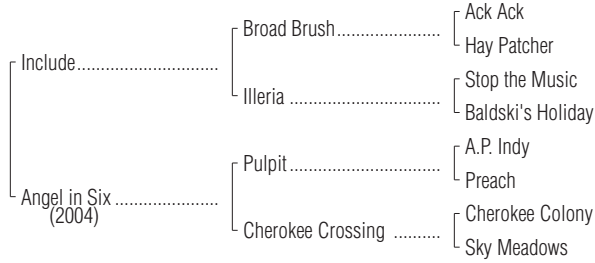 Ack Ack
Broad Brush
Hay Patcher
Include
Stop the Music
Illeria
Baldski's Holiday
A.P. Indy
Pulpit
Preach
Angel in Six
(2004)
Cherokee Colony
Cherokee Crossing
Sky Meadows